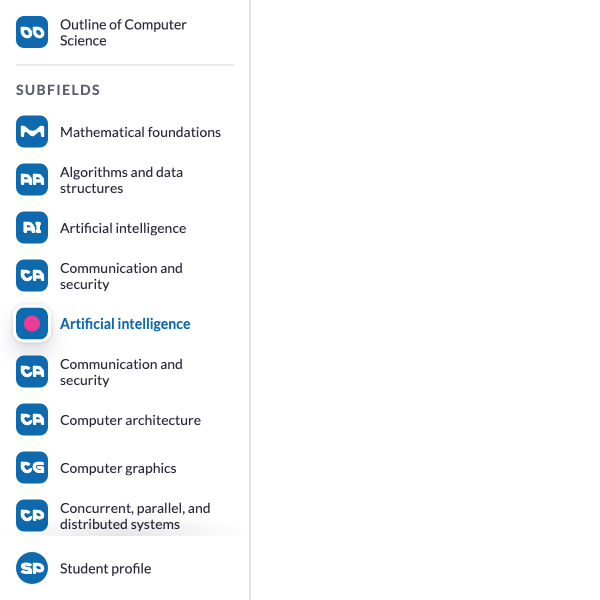 OO
Outline of Computer
Science
SUBFIELDS
M
Mathematical foundations
AA
Algorithms and data
structures
AI
Artificial intelligence
CA
Communication and
security
Artificial intelligence
CA
Communication and
security
CA
Computer architecture
CG
Computer graphics
CP
Concurrent, parallel, and
distributed systems
SP
Student profile